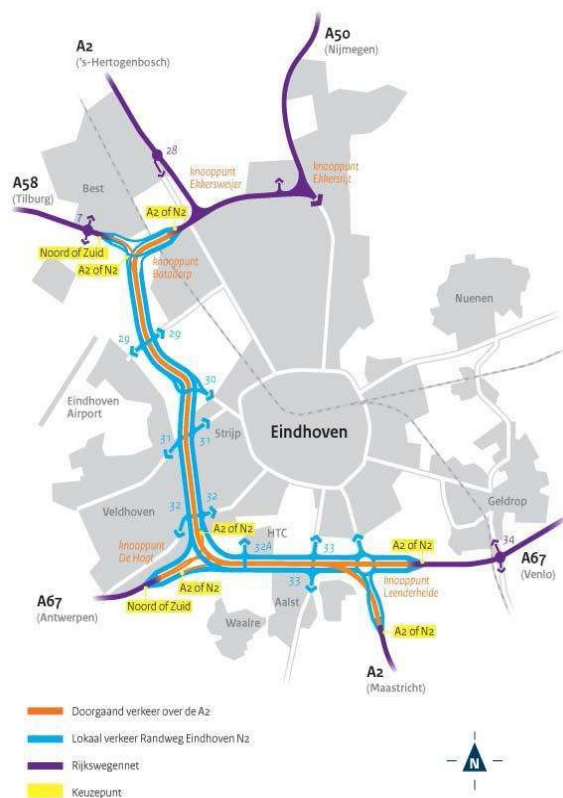 A50
(Nijmegen)
A2
('s-Hertogenbosch)
28
knooppunt
Ekkersweijer
knooppunt
Ekkersrijt
A58
(Tilburg)
Best
7
A2 of N2
Noord of Zuid
A2 of N2
knooppunt
Batadorp
Nuenen
29
29
30
Eindhoven
Airport
Strijp
Eindhoven
31
31
Veldhoven
32
32
Geldrop
A2 of N2
HTC
32A
33
34
knooppunt
De Hogt
A2 of N2
A67
(Venlo)
A2 of N2
33
knooppunt
Leenderheide
Noord of Zuid
A67
(Antwerpen)
Aalst
Waalre
A2 of N2
A2
(Maastricht)
Doorgaand verkeer over de A2
Lokaal verkeer Randweg Eindhoven N2
Rijkswegennet
Keuzepunt
N